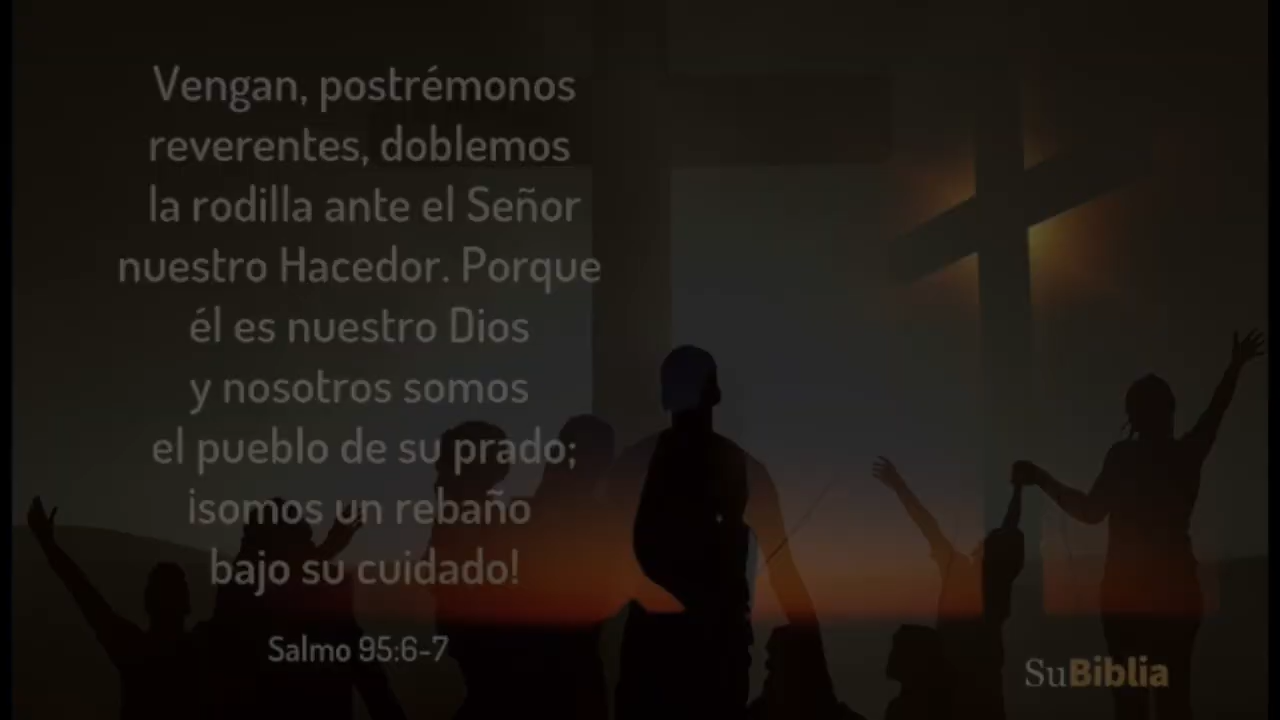 Vengan, postrémonos
reverentes, doblemos
la rodilla ante el Señor
nuestro Hacedor. Porque
él es nuestro Dios
y nosotros somos
el pueblo de su prado;
¡somos un rebaño
bajo su cuidado!
Salmo 95:6-7
SuBiblia